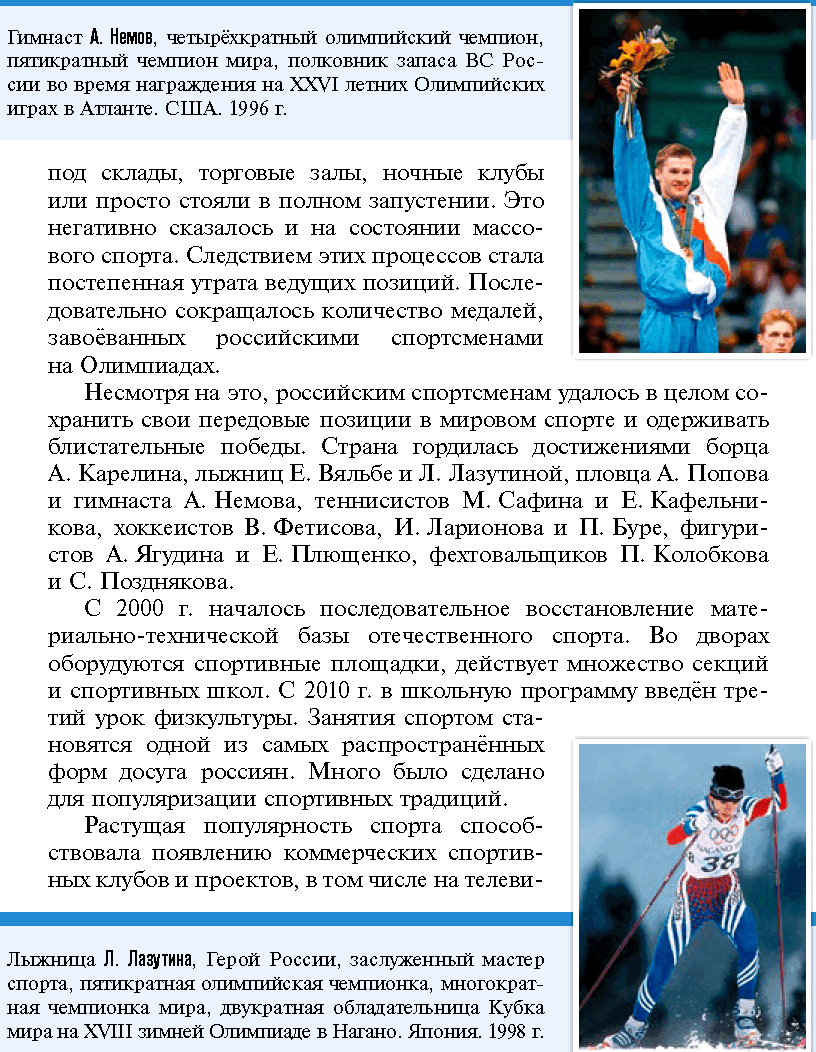 Гимнаст А. Немов, четырёхкратный олимпийский чемпион,
пятикратный чемпион мира, полковник запаса ВС Рос-
сии во время награждения на XXVI летних Олимпийских
играх в Атланте. США. 1996 г.
под склады, торговые залы, ночные клубы
или просто стояли в полном запустении. Это
негативно сказалось и на состоянии массо-
вого спорта. Следствием этих процессов стала
постепенная утрата ведущих позиций. После-
довательно сокращалось количество медалей,
завоёванных российскими спортсменами
на Олимпиадах.
Несмотря на это, российским спортсменам удалось в целом со-
хранить свои передовые позиции в мировом спорте и одерживать
блистательные победы. Страна гордилась достижениями борца
А. Карелина, лыжниц Е. Вяльбе и Л. Лазутиной, пловца А. Попова
и гимнаста А. Немова, теннисистов М. Сафина и Е. Кафельни-
кова, хоккеистов В. Фетисова, И. Ларионова и П. Буре, фигури-
стов А. Ягудина и Е. Плющенко, фехтовальщиков П. Колобкова
и С. Позднякова.
С 2000 г. началось последовательное восстановление мате-
риально-технической базы отечественного спорта. Во дворах
оборудуются спортивные площадки, действует множество секций
и спортивных школ. С 2010 г. в школьную программу введён тре-
тий урок физкультуры. Занятия спортом ста-
новятся одной из самых распространённых
форм досуга россиян. Много было сделано
для популяризации спортивных традиций.
Растущая популярность спорта способ-
ствовала появлению коммерческих спортив-
ных клубов и проектов, в том числе на телеви-
NAGANO
38
Лыжница Л. Лазутина, Герой России, заслуженный мастер
спорта, пятикратная олимпийская чемпионка, многократ-
ная чемпионка мира, двукратная обладательница Кубка
мира на XVIII зимней Олимпиаде в Нагано. Япония. 1998 г.